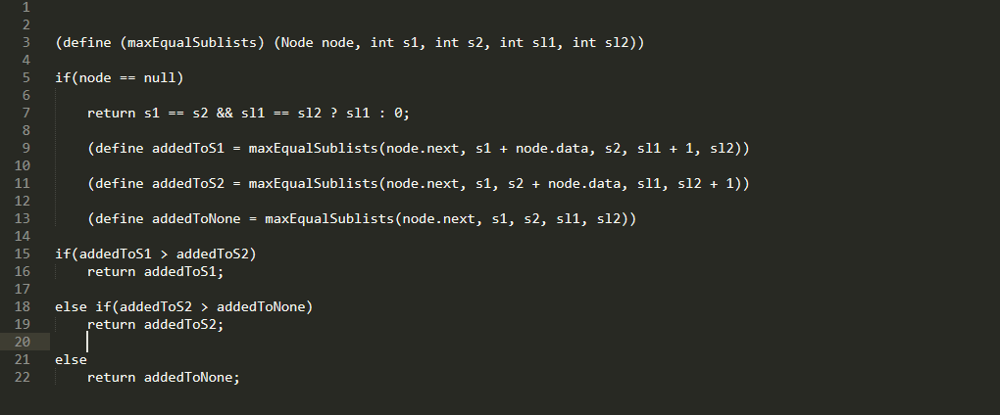 1
2
3 (define (maxEqualSublists) (Node node, int s1, int s2, int sl1, int sl2))
4
5 if(node == null)
6
7 return s1 == s2 && sl1 == sl2 ? sl1 : 0;
8
9 (define addedToS1 = maxEqualSublists(node.next, s1 + node.data, s2, sl1 + 1, sl2))
10
11 (define addedToS2 = maxEqualSublists(node.next, s1, s2 + node.data, sl1, sl2 + 1))
12
13 (define addedToNone = maxEqualSublists(node.next, s1, s2, sl1, sl2))
14
15 if(addedToS1 > addedToS2)
16 return addedToS1;
17
18 else if(addedToS2 > addedToNone)
19 return addedToS2;
20
21 else
22 return addedToNone;